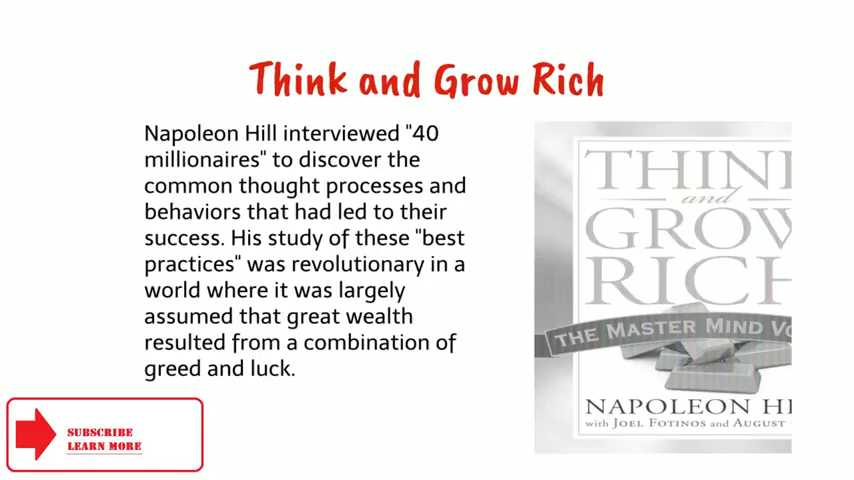 Think and Grow Rich
Napoleon Hill interviewed "40
millionaires" to discover the
common thought processes and
behaviors that had led to their
success. His study of these "best
practices" was revolutionary in a
world where it was largely
assumed that great wealth
resulted from a combination of
greed and luck.
THIN
and
GROW
RICH
THE MASTER MIND VO
NAPOLEON HI
with JOEL FOTINOS and AUGUST
SUBSCRIBE
LEARN MORE